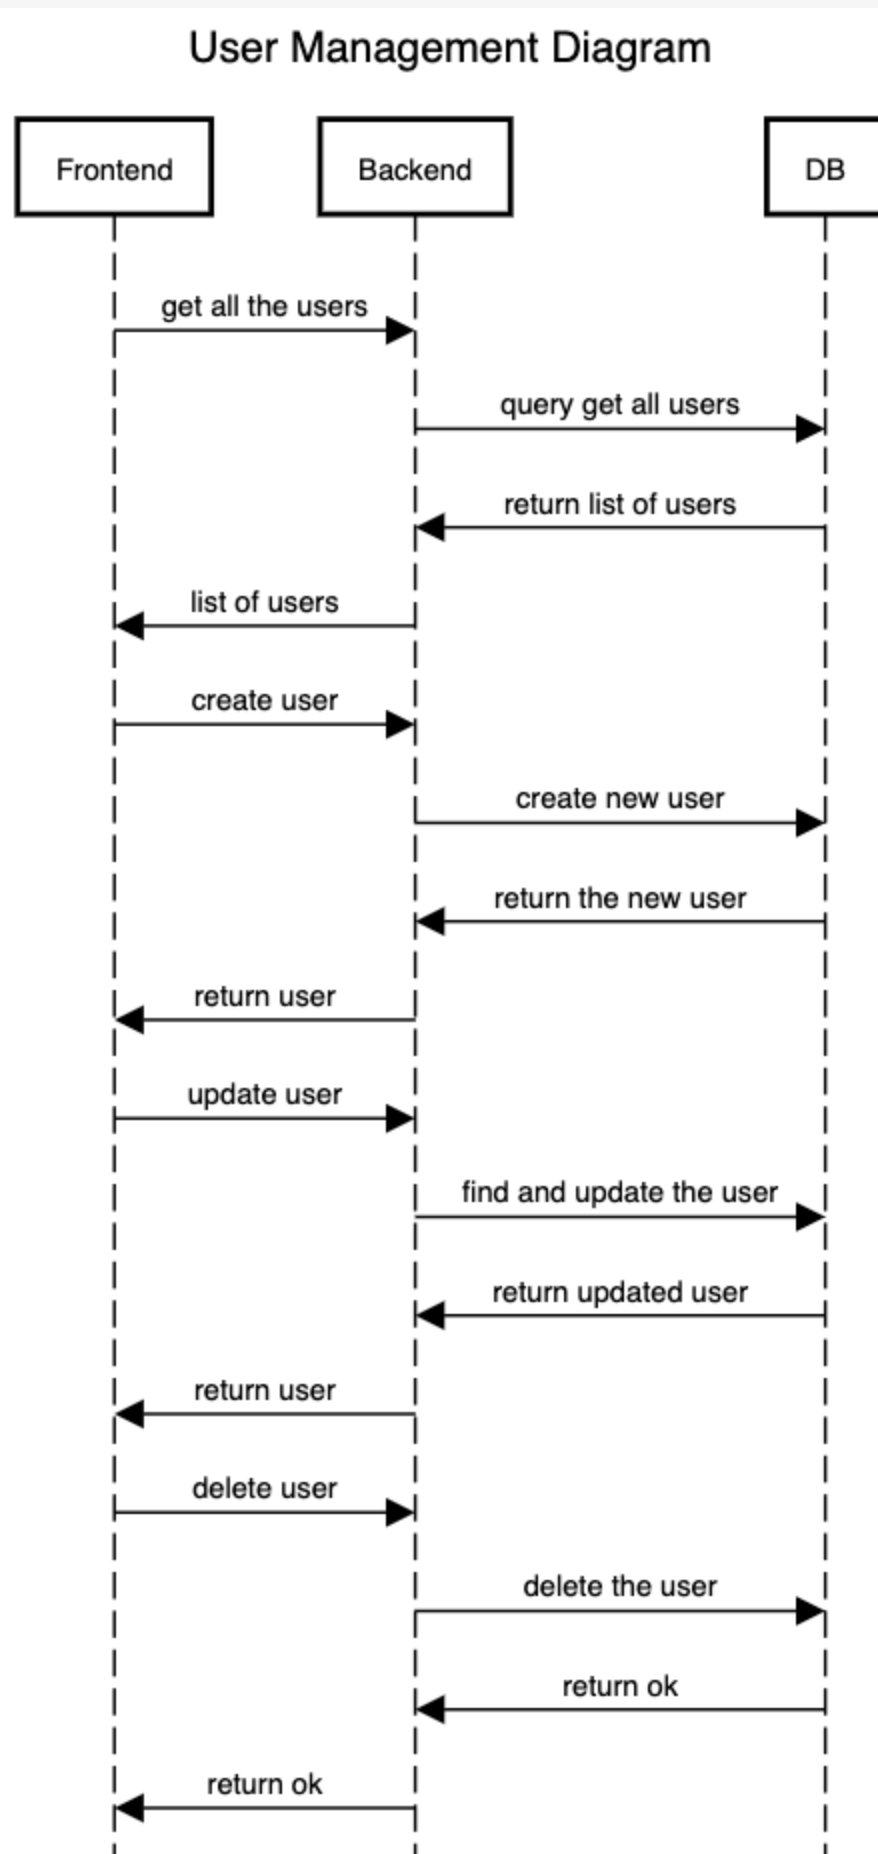 User Management Diagram
Frontend
Backend
DB
get all the users
query get all users
return list of users
list of users
create user
create new user
return the new user
return user
update user
find and update the user
return updated user
return user
delete user
delete the user
return ok
return ok